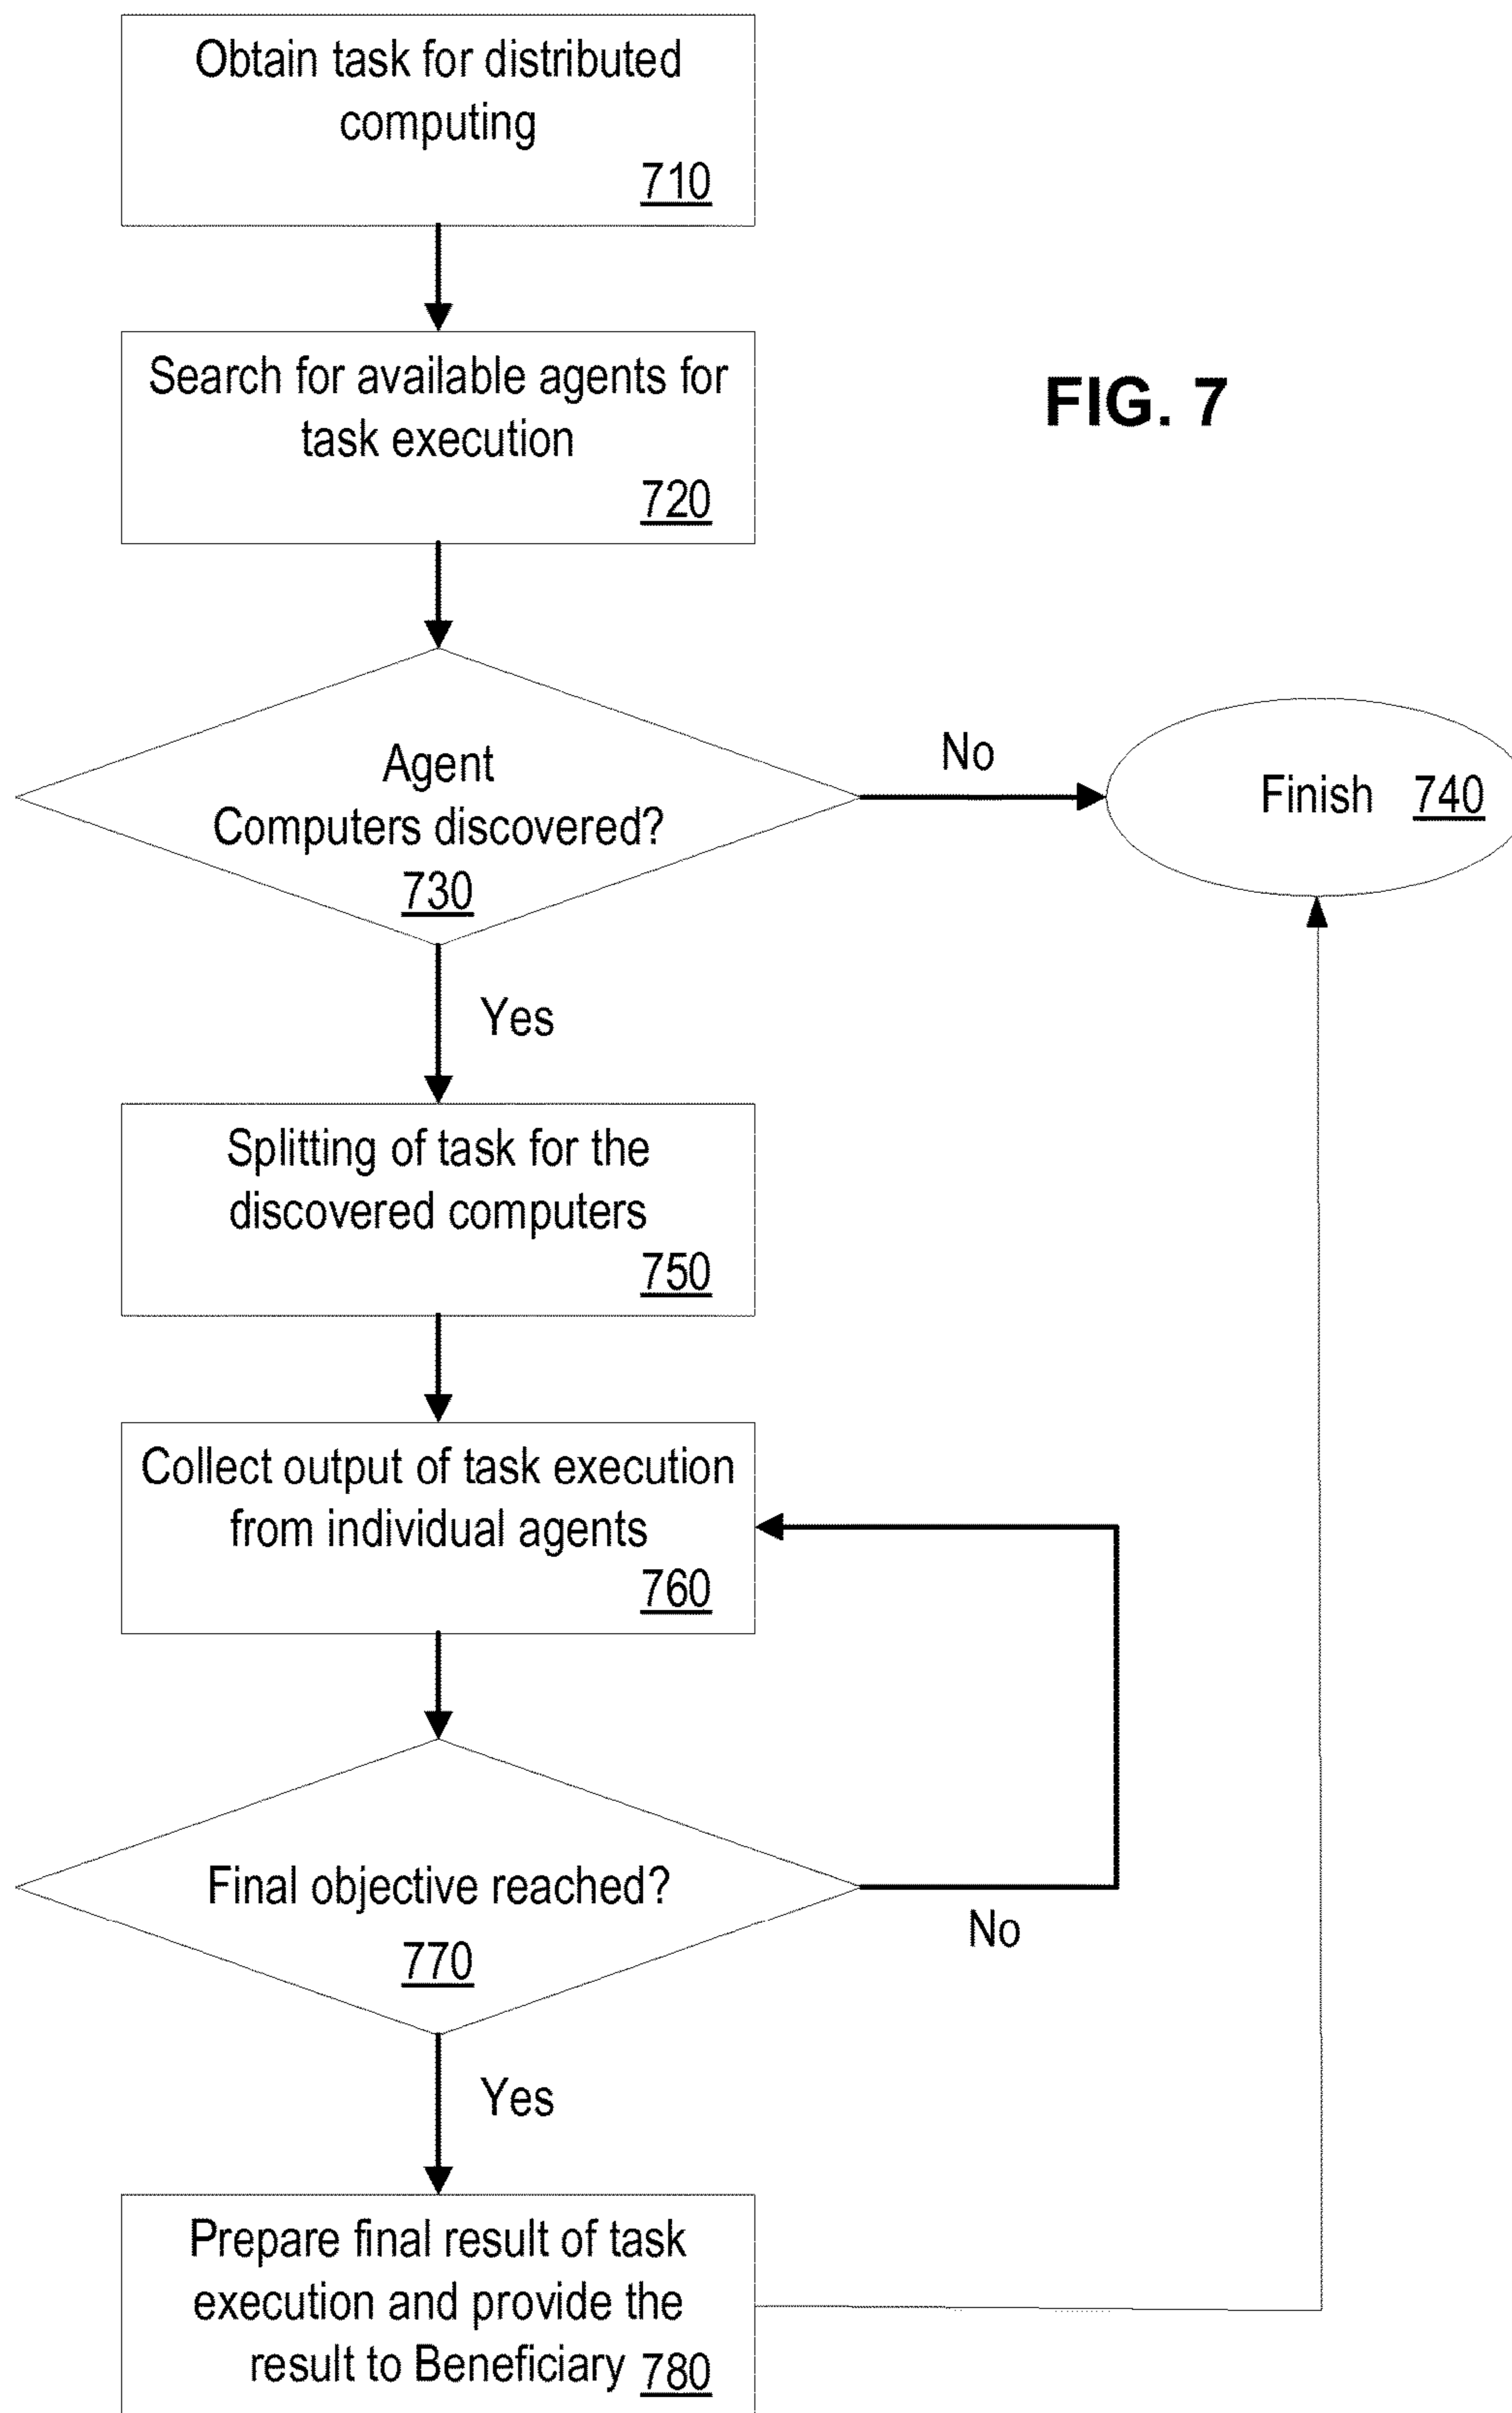 Obtain task for distributed
computing
710
Search for available agents for
task execution
720
FIG. 7
Agent
Computers discovered?
730
No
Finish 740
Yes
Splitting of task for the
discovered computers
750
Collect output of task execution
from individual agents
760
Final objective reached?
770
No
Yes
Prepare final result of task
execution and provide the
result to Beneficiary 780